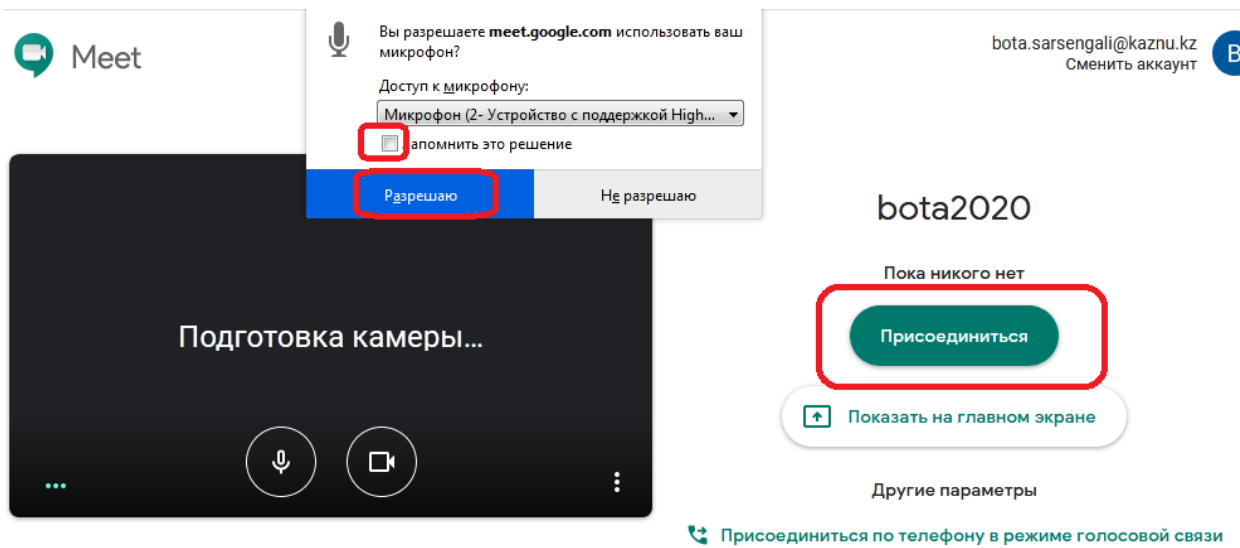 Meet
Вы разрешаете meet.google.com использовать ваш
микрофон?
Доступ к микрофону:
Микрофон (2- Устройство с поддержкой High...
апомнить это решение
Разрешаю
Не разрешаю
bota.sarsengali@kaznu.kz
Сменить аккаунт
B
Подготовка камеры...
bota2020
Пока никого нет
Присоединиться
Показать на главном экране
Другие параметры
Присоединиться по телефону в режиме голосовой связи